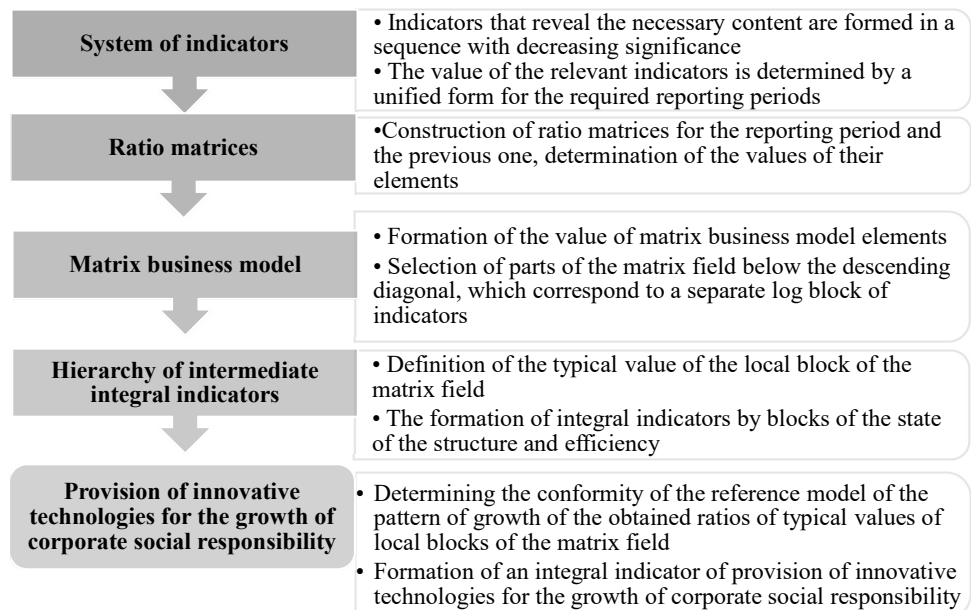 System of indicators
• Indicators that reveal the necessary content are formed in a
sequence with decreasing significance
• The value of the relevant indicators is determined by a
unified form for the required reporting periods
Ratio matrices
•Construction of ratio matrices for the reporting period and
the previous one, determination of the values of their
elements
Matrix business model
• Formation of the value of matrix business model elements
• Selection of parts of the matrix field below the descending
diagonal, which correspond to a separate log block of
indicators
Hierarchy of intermediate
integral indicators
• Definition of the typical value of the local block of the
matrix field
• The formation of integral indicators by blocks of the state
of the structure and efficiency
Provision of innovative
technologies for the growth of
corporate social responsibility
• Determining the conformity of the reference model of the
pattern of growth of the obtained ratios of typical values of
local blocks of the matrix field
• Formation of an integral indicator of provision of innovative
technologies for the growth of corporate social responsibility